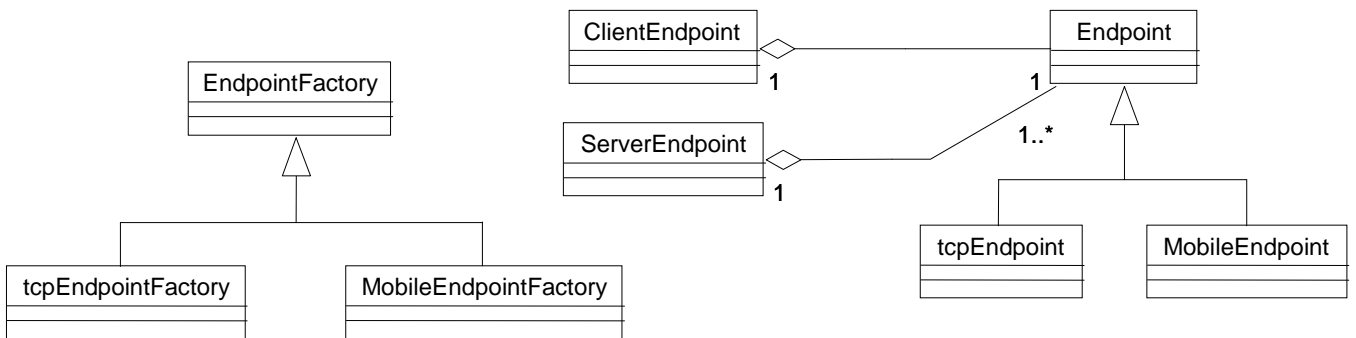 ClientEndpoint
Endpoint
EndpointFactory
1
1
ServerEndpoint
1..*
1
tcpEndpoint
MobileEndpoint
tcpEndpointFactory
MobileEndpointFactory